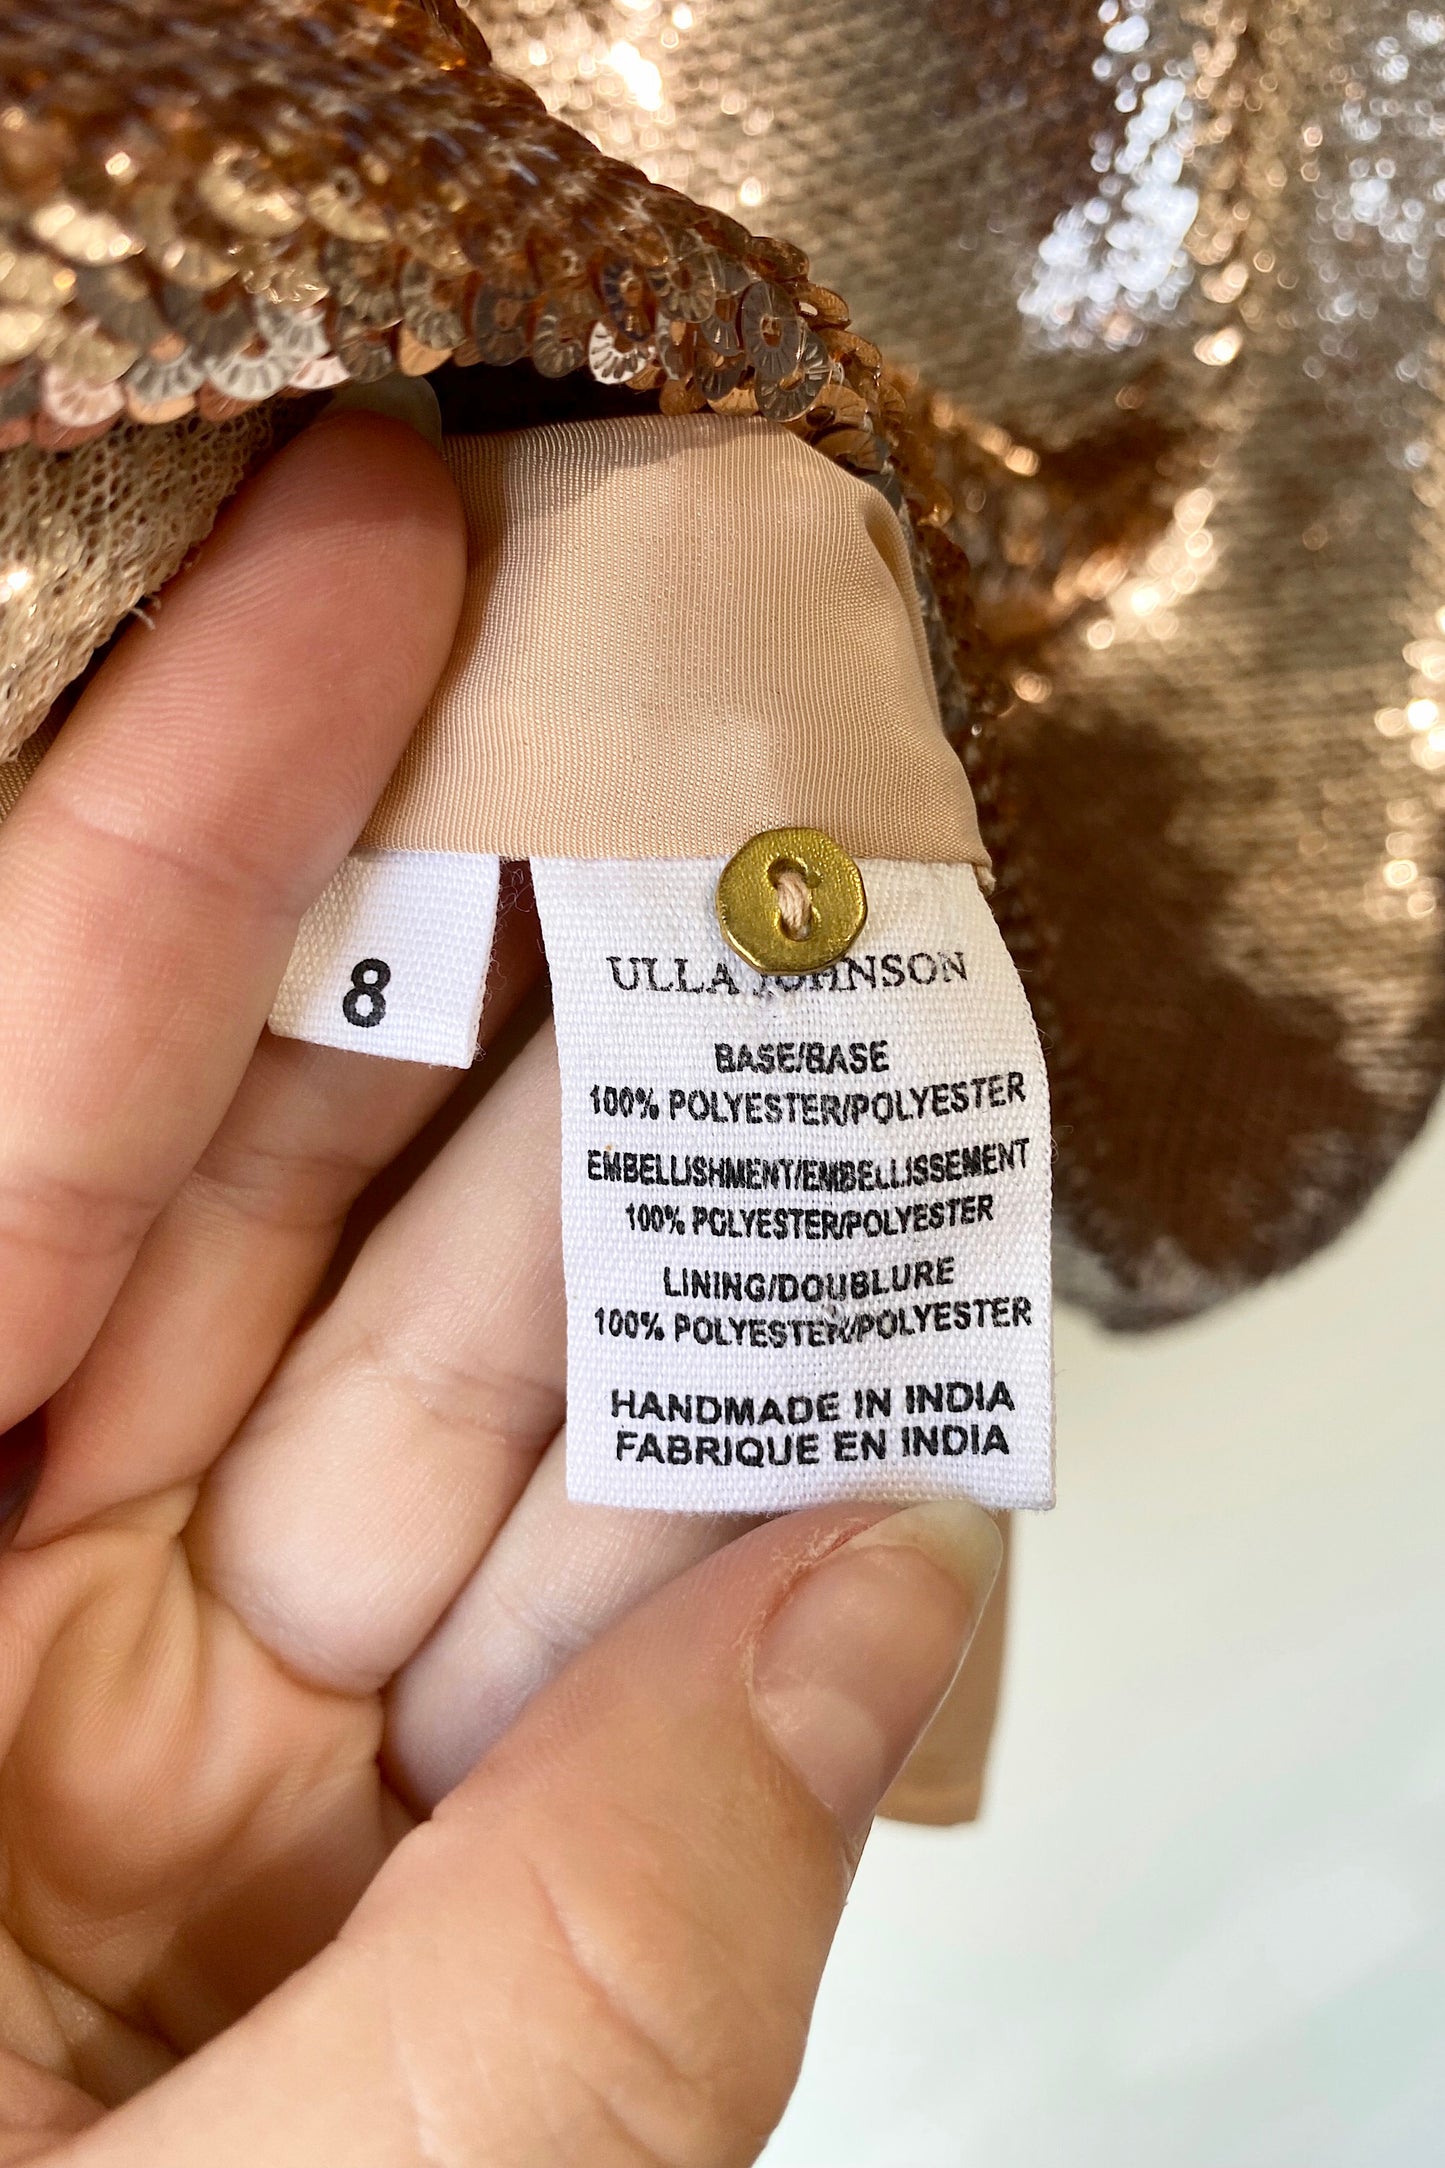 8
ULLA JOHNSON
BASE/BASE
100% POLYESTER/POLYESTER
EMBELLISHMENT/EMBELLISSEMENT
100% POLYESTER/POLYESTER
LINING/DOUBLURE
100% POLYESTER/POLYESTER
HANDMADE IN INDIA
FABRIQUE EN INDIA